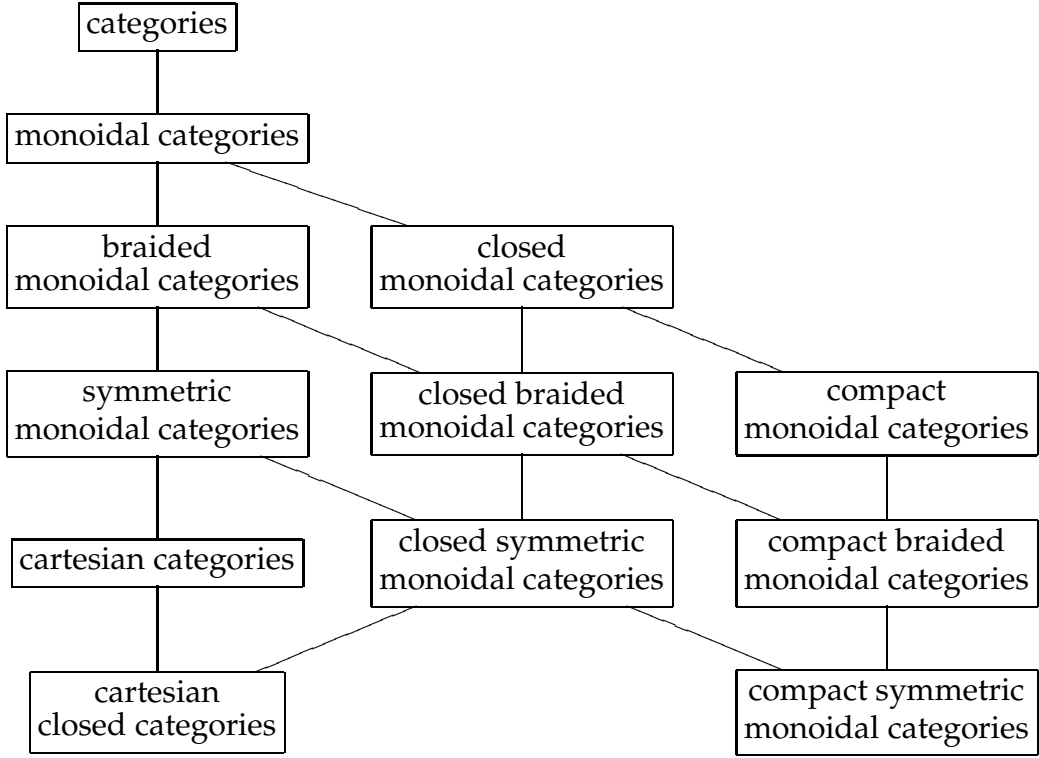 categories
monoidal categories
braided
monoidal categories
closed
monoidal categories
symmetric
monoidal categories
closed braided
monoidal categories
compact
monoidal categories
cartesian categories
closed symmetric
monoidal categories
compact braided
monoidal categories
cartesian
closed categories
compact symmetric
monoidal categories